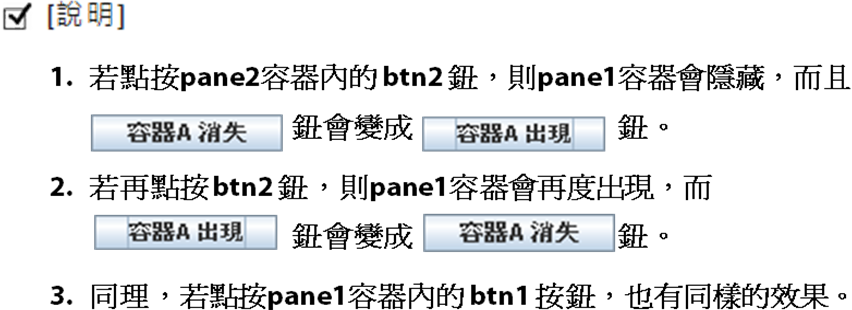 [說明]
1. 若點按pane2容器內的btn2鈕，則pane1容器會隱藏，而且
容器A 消失 鈕會變成 容器A 出現 鈕。
2. 若再點按btn2鈕，則pane1容器會再度出現，而
容器A 出現 鈕會變成 容器A 消失 鈕。
3. 同理，若點按pane1容器內的btn1按鈕，也有同樣的效果。